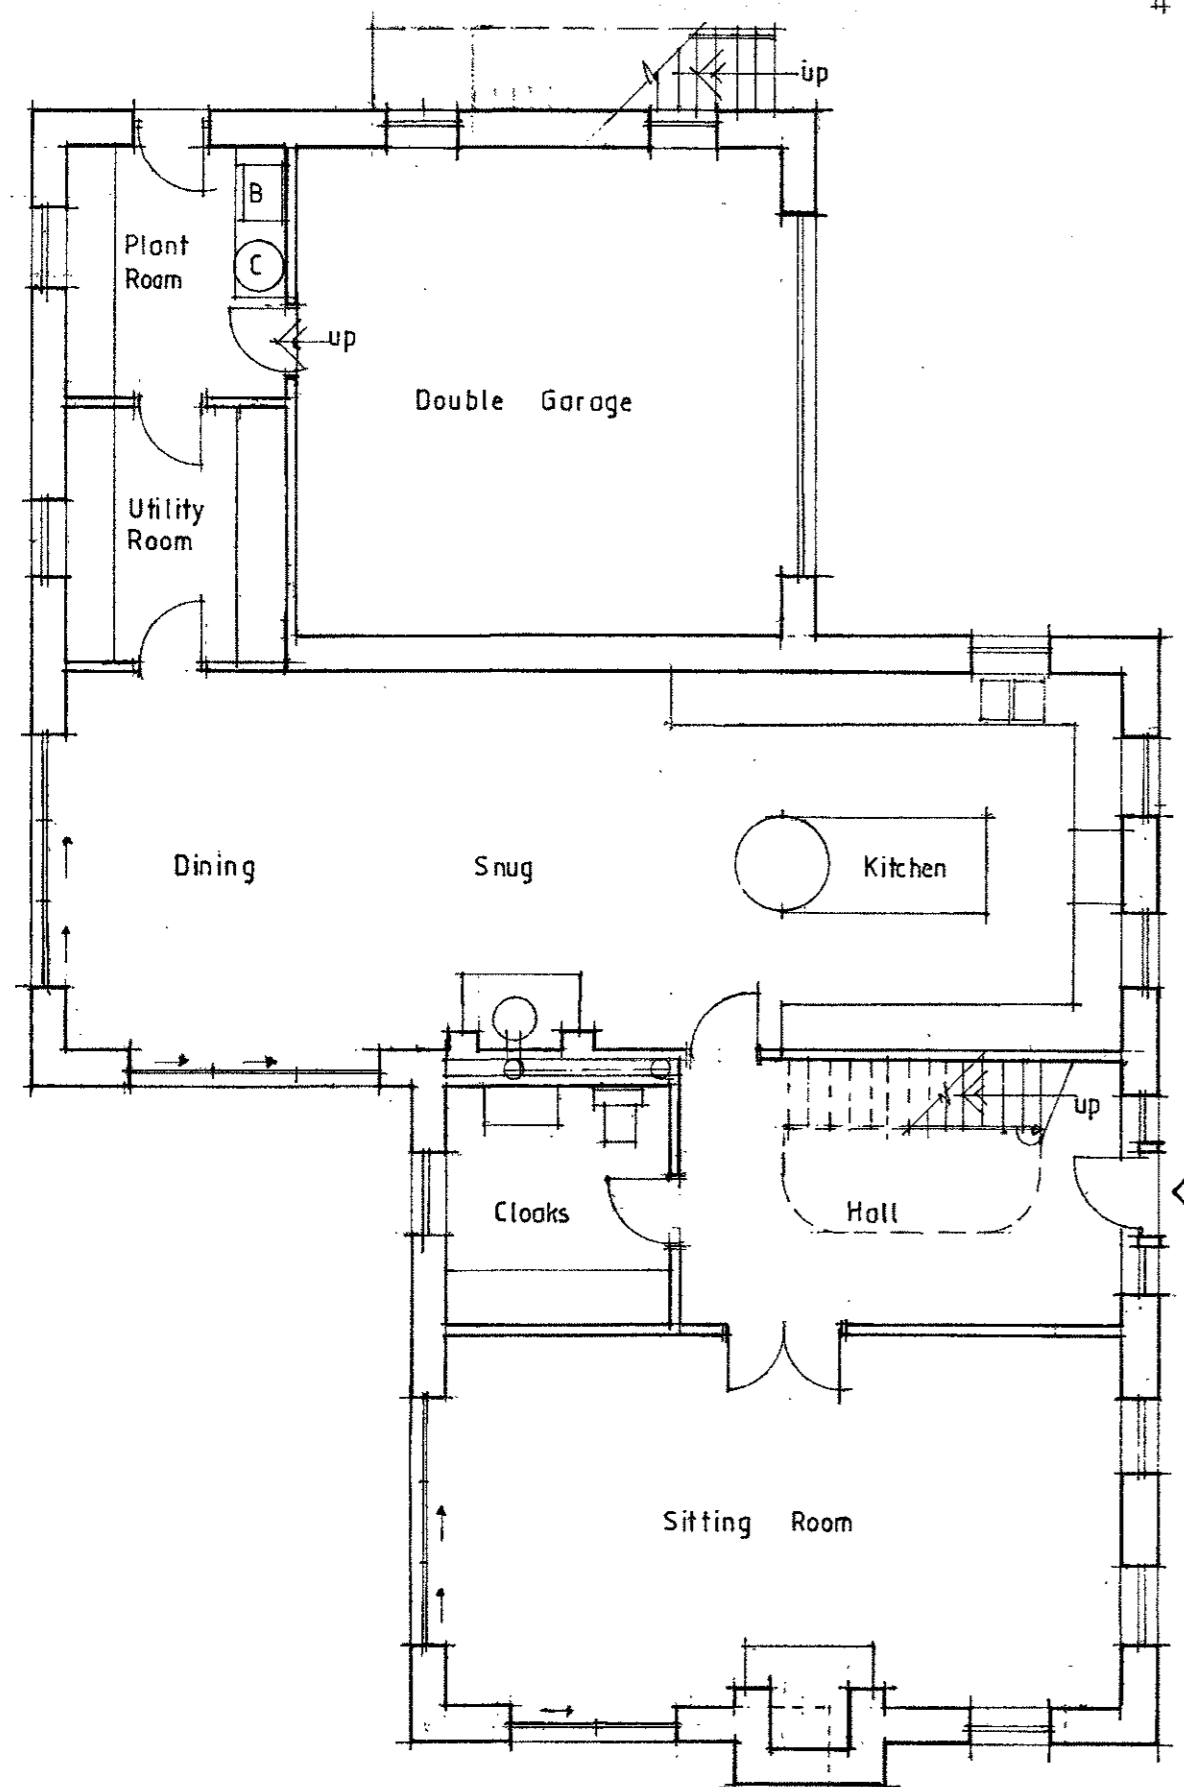 #
up
B
Plant
Room
C
up
Double Garage
Utility
Room
Dining
Snug
Kitchen
up
Cloaks
Hall
Sitting Room